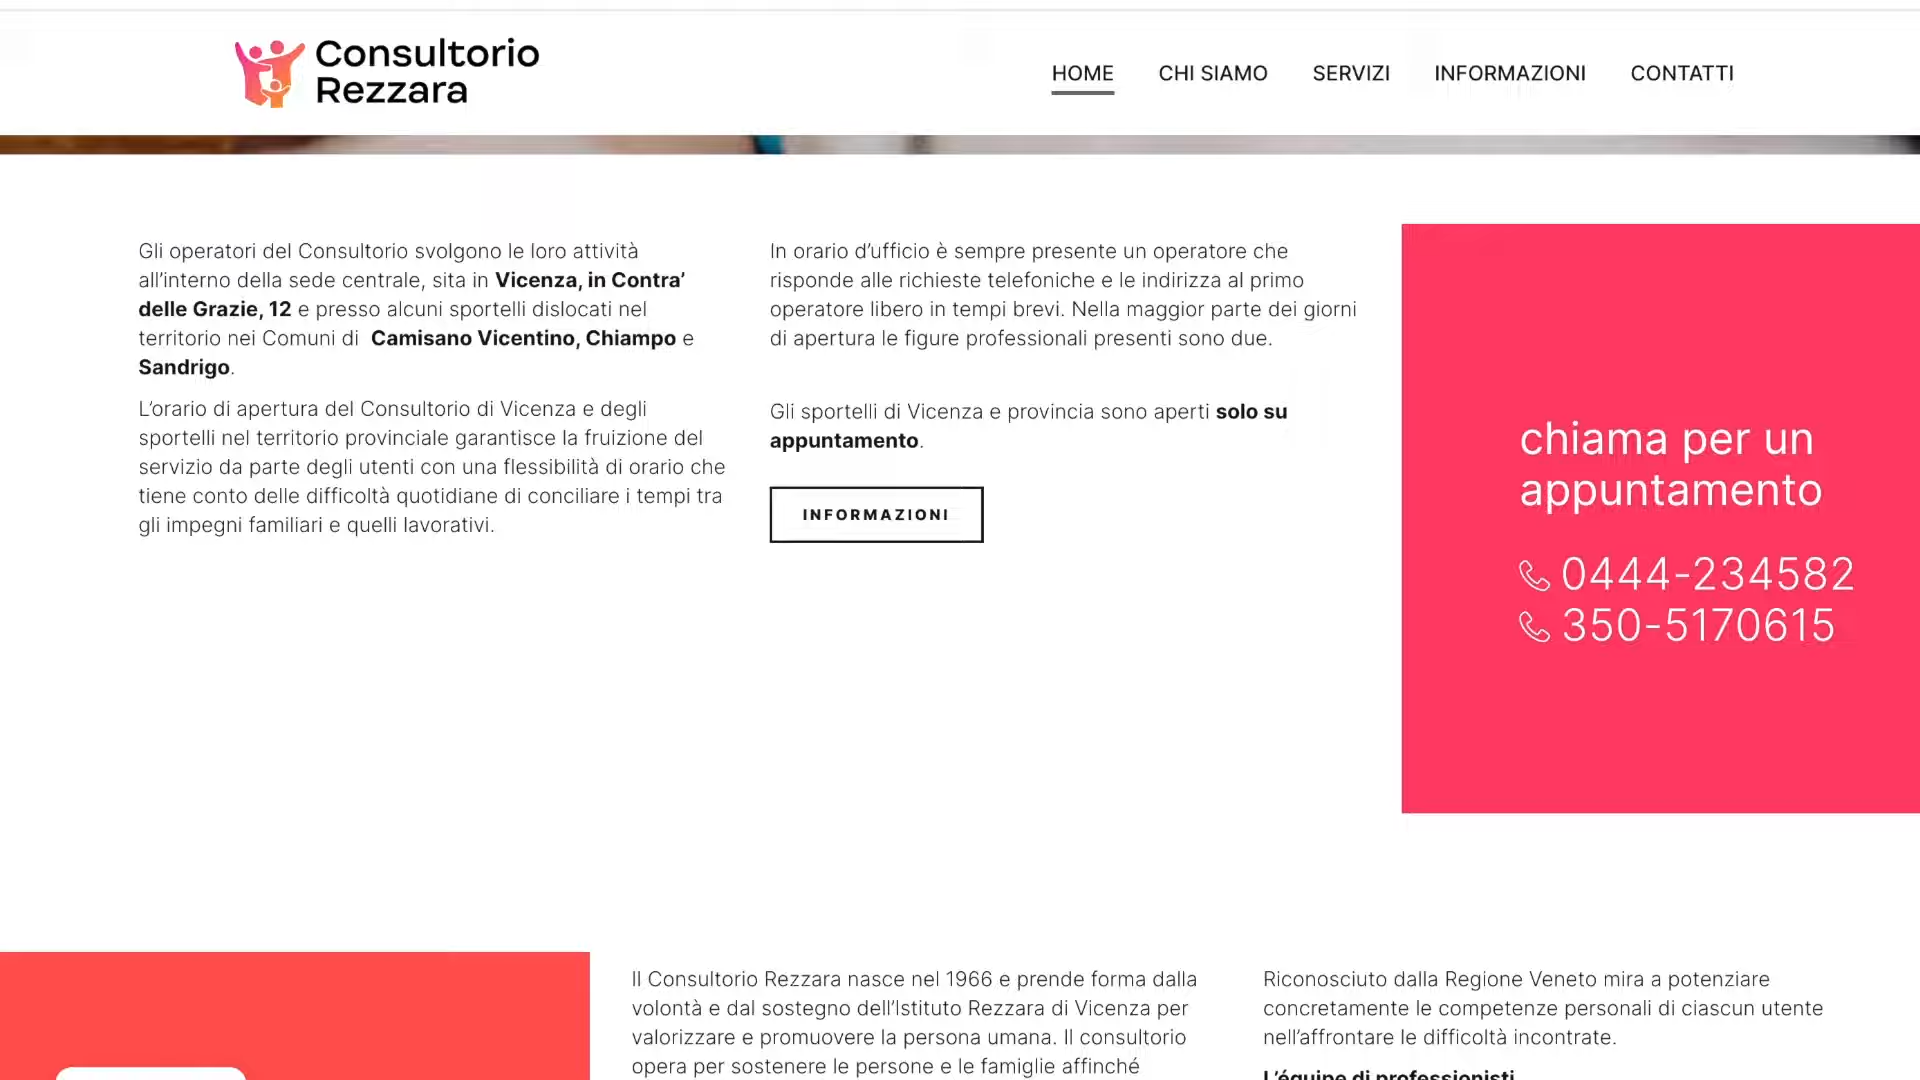 Consultorio
Rezzara
HOME
CHI SIAMO
SERVIZI
INFORMAZIONI
CONTATTI
Gli operatori del Consultorio svolgono le loro attività
all’interno della sede centrale, sita in Vicenza, in Contra’
delle Grazie, 12 e presso alcuni sportelli dislocati nel
territorio nei Comuni di Camisano Vicentino, Chiampo e
Sandrigo.
L’orario di apertura del Consultorio di Vicenza e degli
sportelli nel territorio provinciale garantisce la fruizione del
servizio da parte degli utenti con una flessibilità di orario che
tiene conto delle difficoltà quotidiane di conciliare i tempi tra
gli impegni familiari e quelli lavorativi.
In orario d’ufficio è sempre presente un operatore che
risponde alle richieste telefoniche e le indirizza al primo
operatore libero in tempi brevi. Nella maggior parte dei giorni
di apertura le figure professionali presenti sono due.
Gli sportelli di Vicenza e provincia sono aperti solo su
appuntamento.
INFORMAZIONI
chiama per un
appuntamento
0444-234582
350-5170615
Il Consultorio Rezzara nasce nel 1966 e prende forma dalla
volontà e dal sostegno dell’Istituto Rezzara di Vicenza per
valorizzare e promuovere la persona umana. Il consultorio
opera per sostenere le persone e le famiglie affinché
Riconosciuto dalla Regione Veneto mira a potenziare
concretamente le competenze personali di ciascun utente
nell’affrontare le difficoltà incontrate.
L’équipe di professionisti